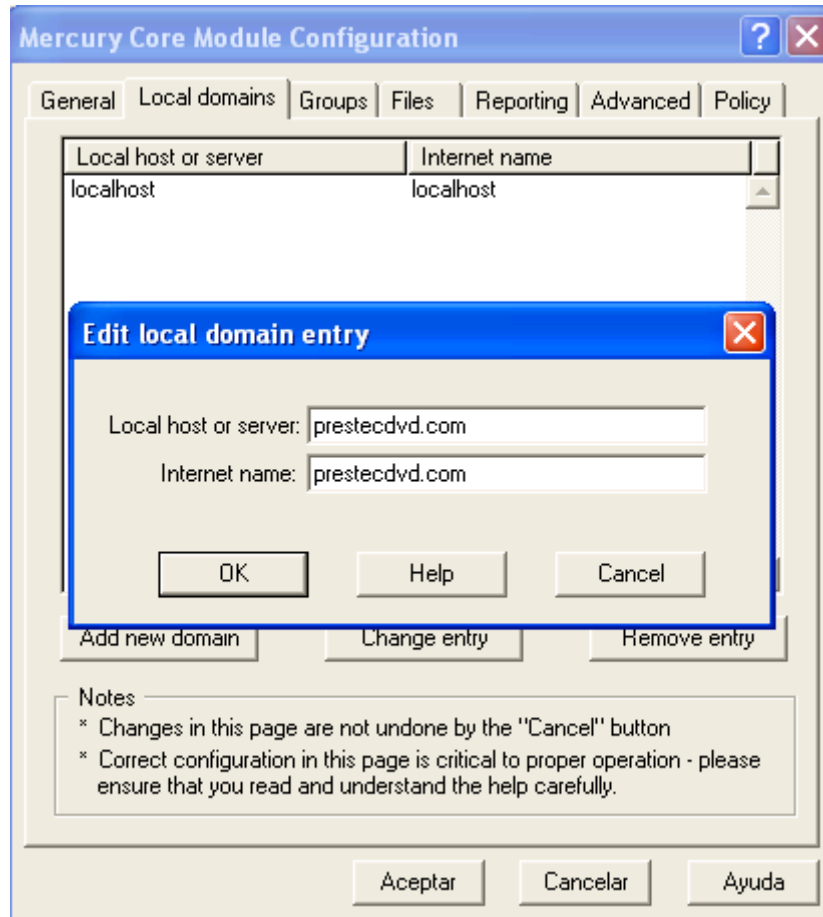 Mercury Core Module Configuration
General Local domains Groups Files Reporting Advanced Policy
Local host or server Internet name
localhost localhost
Edit local domain entry
Local host or server: prestecdvd.com
Internet name: prestecdvd.com
OK Help Cancel
Add new domain Change entry Remove entry
Notes
* Changes in this page are not undone by the "Cancel" button
* Correct configuration in this page is critical to proper operation - please
ensure that you read and understand the help carefully.
Aceptar Cancelar Ayuda